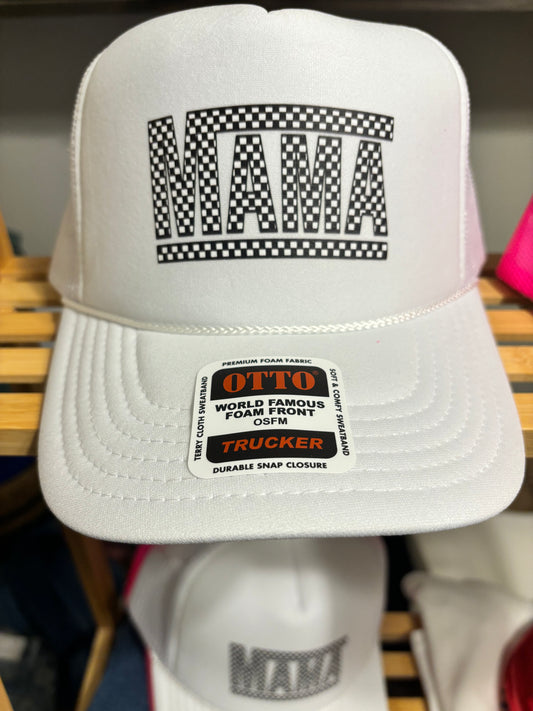 MAMA
PREMIUM FOAM FABRIC
TERRY CLOTH SWEATBAND
OTTO®
WORLD FAMOUS
FOAM FRONT
OSFM
TRUCKER
SOFT & COMFY SWEATBAND
DURABLE SNAP CLOSURE
MAMA